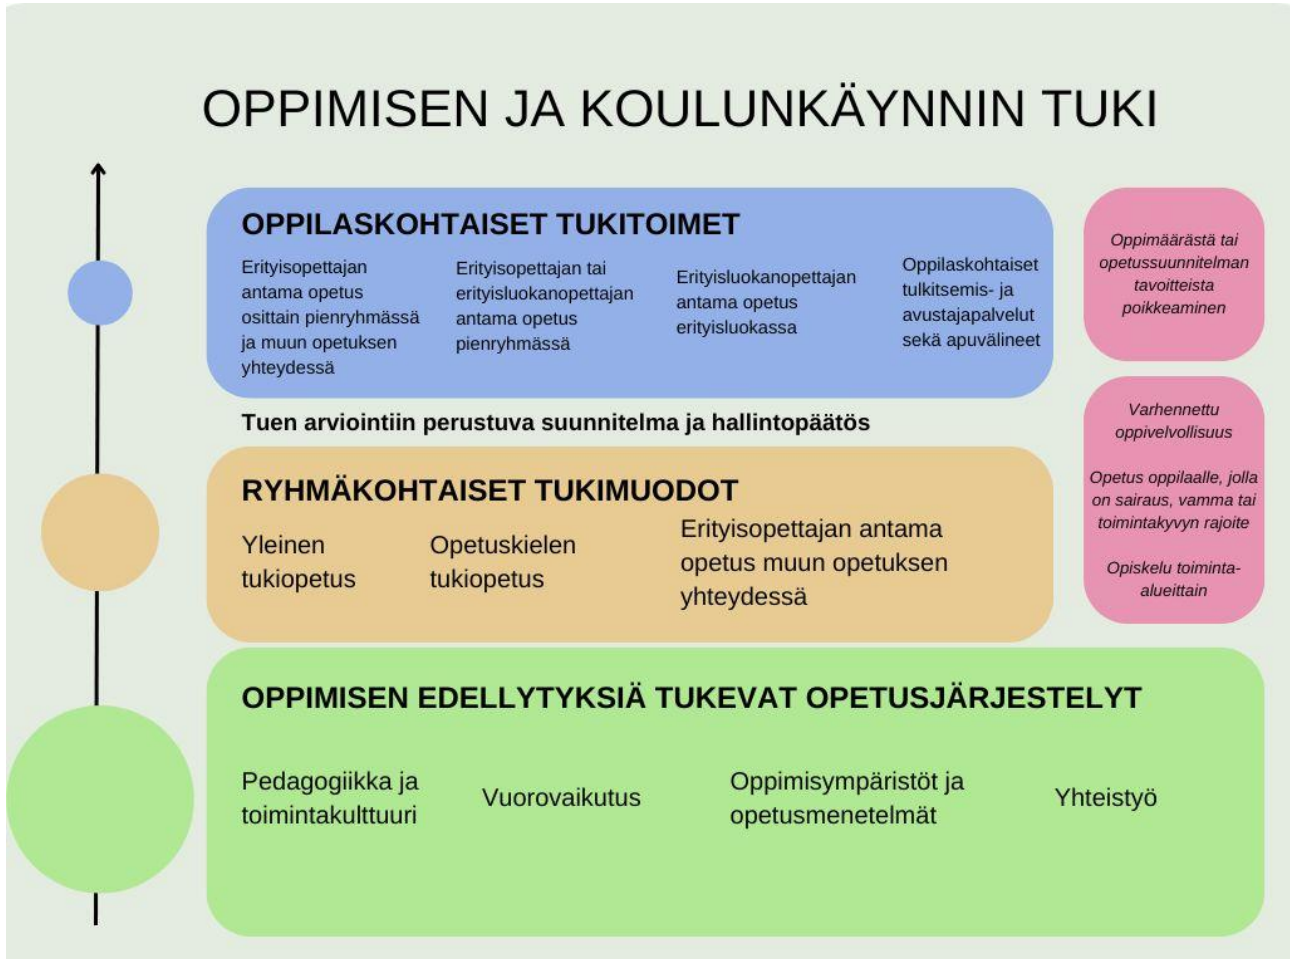 OPPIMISEN JA KOULUNKÄYNNIN TUKI
OPPILASKOHTAISET TUKITOIMET
Erityisopettajan
antama opetus
osittain pienryhmässä
ja muun opetuksen
yhteydessä
Erityisopettajan tai
erityisluokanopettajan
antama opetus
pienryhmässä
Erityisluokanopettajan
antama opetus
erityisluokassa
Oppilaskohtaiset
tulkitsemis- ja
avustajapalvelut
sekä apuvälineet
Oppimäärästä tai
opetussuunnitelman
tavoitteista
poikkeaminen
Tuen arviointiin perustuva suunnitelma ja hallintopäätös
RYHMÄKOHTAISET TUKIMUODOT
Yleinen
tukiopetus
Opetuskielen
tukiopetus
Erityisopettajan antama
opetus muun opetuksen
yhteydessä
Varhennettu
oppivelvollisuus
Opetus oppilaalle, jolla
on sairaus, vamma tai
toimintakyvyn rajoite
Opiskelu toiminta-
alueittain
OPPIMISEN EDELLYTYKSIÄ TUKEVAT OPETUSJÄRJESTELYT
Pedagogiikka ja
toimintakulttuuri
Vuorovaikutus
Oppimisympäristöt ja
opetusmenetelmät
Yhteistyö